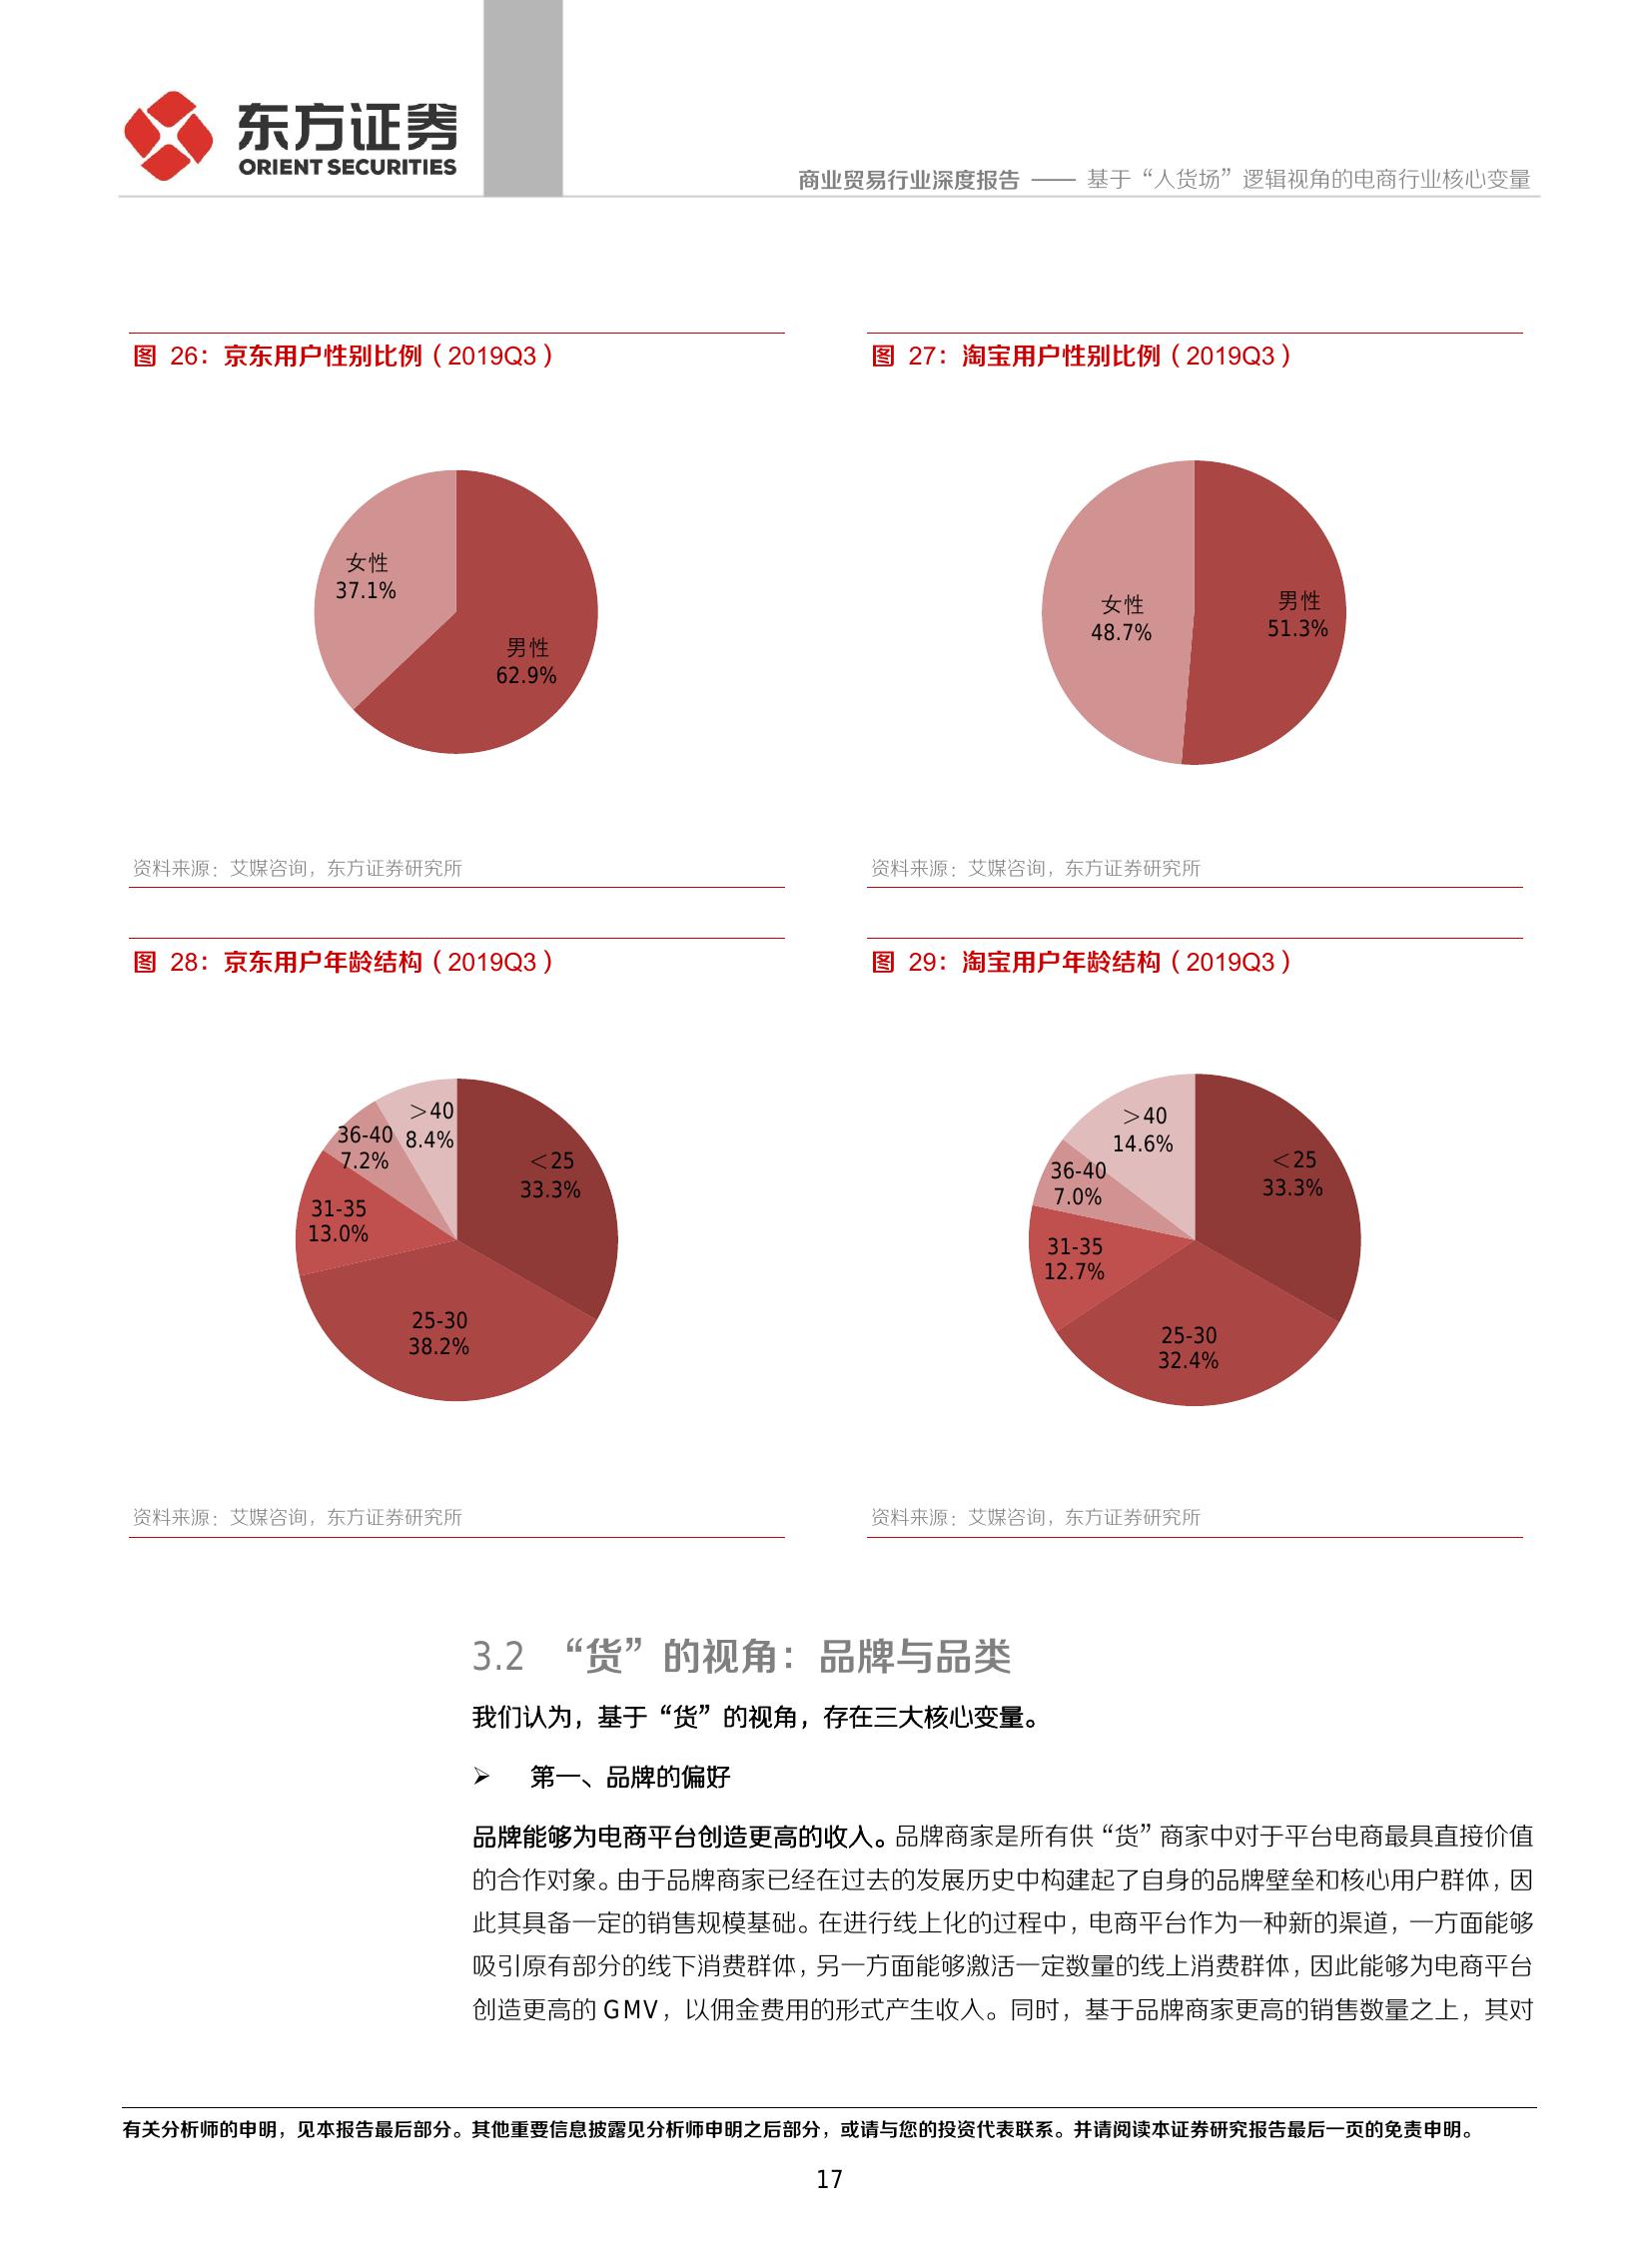 东方证券
ORIENT SECURITIES
商业贸易行业深度报告 —— 基于“人货场”逻辑视角的电商行业核心变量
图 26：京东用户性别比例（2019Q3）
女性
37.1%
男性
62.9%
资料来源：艾媒咨询，东方证券研究所
图 27：淘宝用户性别比例（2019Q3）
女性
48.7%
男性
51.3%
资料来源：艾媒咨询，东方证券研究所
图 28：京东用户年龄结构（2019Q3）
＞40
8.4%
36-40
7.2%
31-35
13.0%
25-30
38.2%
＜25
33.3%
资料来源：艾媒咨询，东方证券研究所
图 29：淘宝用户年龄结构（2019Q3）
＞40
14.6%
36-40
7.0%
31-35
12.7%
25-30
32.4%
＜25
33.3%
资料来源：艾媒咨询，东方证券研究所
3.2 “货”的视角：品牌与品类
我们认为，基于“货”的视角，存在三大核心变量。
➢ 第一、品牌的偏好
品牌能够为电商平台创造更高的收入。品牌商家是所有供“货”商家中对于平台电商最具直接价值
的合作对象。由于品牌商家已经在过去的发展历史中构建起了自身的品牌壁垒和核心用户群体，因
此其具备一定的销售规模基础。在进行线上化的过程中，电商平台作为一种新的渠道，一方面能够
吸引原有部分的线下消费群体，另一方面能够激活一定数量的线上消费群体，因此能够为电商平台
创造更高的 GMV，以佣金费用的形式产生收入。同时，基于品牌商家更高的销售数量之上，其对
有关分析师的申明，见本报告最后部分。其他重要信息披露见分析师申明之后部分，或请与您的投资代表联系。并请阅读本证券研究报告最后一页的免责申明。
17